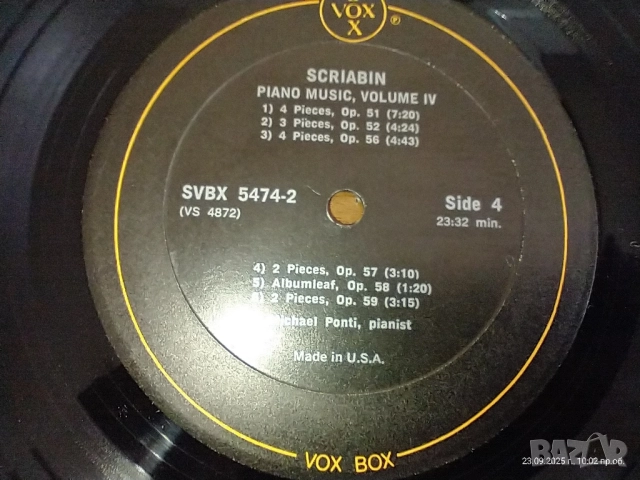 VOX
X
®
SCRIABIN
PIANO MUSIC, VOLUME IV
1) 4 Pieces, Op. 51 (7:20)
2) 3 Pièces, Op. 52 (4:24)
3) 4 Pieces, Op. 56 (4:43)
SVBX 5474-2
(VS 4872)
Side 4
23:32 min.
4) 2 Pieces, Op. 57 (3:10)
5) Albumleaf, Op. 58 (1:20)
2 Pieces, Op. 59 (3:15)
Michael Ponti, pianist
Made in U.S.A.
VOX BOX
BAZAR
23.09.2025 г. 10:02 пр.об.